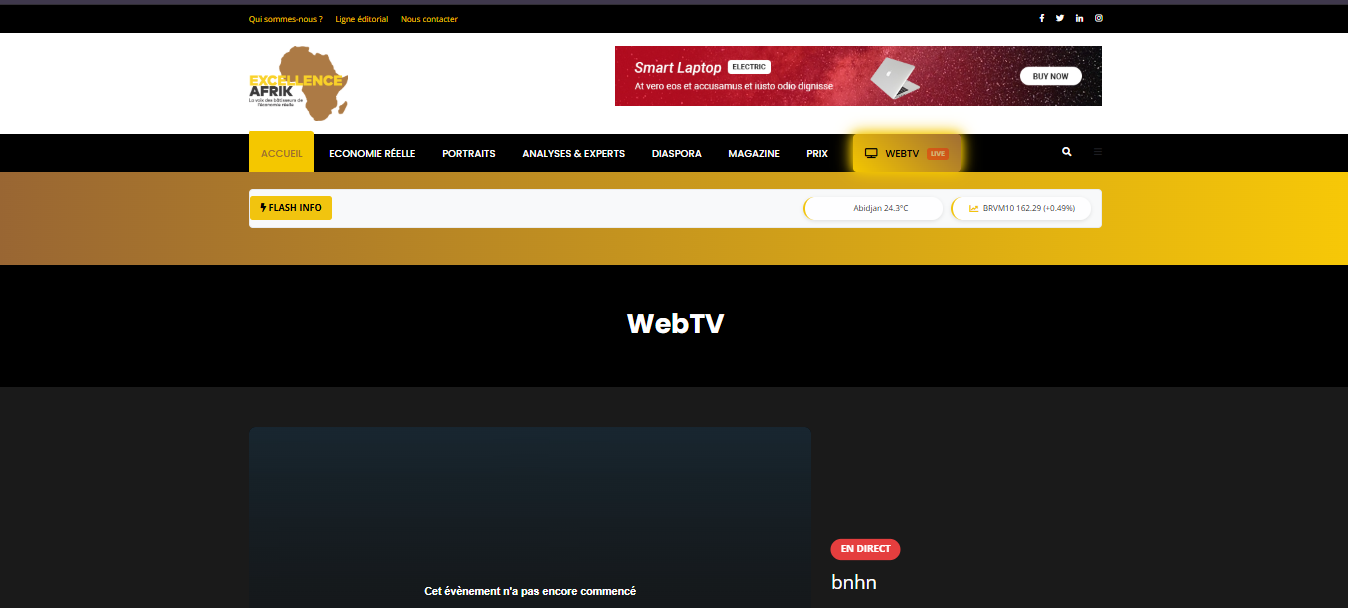 Qui sommes-nous ? Ligne éditorial Nous contacter
EXCELLENCE
AFRIK
La voix des bâtisseurs de
l'économie réelle
Smart Laptop ELECTRIC
At vero eos et accusamus et iusto odio dignisse
BUY NOW
ACCUEIL ECONOMIE RÉELLE PORTRAITS ANALYSES & EXPERTS DIASPORA MAGAZINE PRIX WEBTV LIVE
FLASH INFO
Abidjan 24.3°C
BRVM10 162.29 (+0.49%)
WebTV
Cet évènement n'a pas encore commencé
EN DIRECT
bnhn